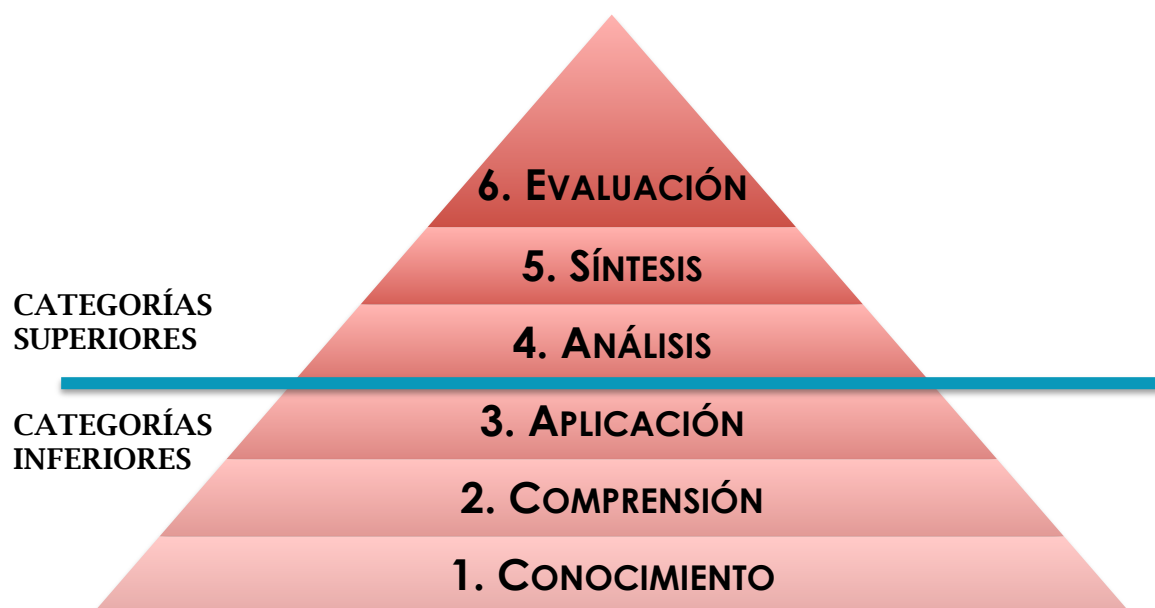 6. Evaluación
5. Síntesis
CATEGORÍAS
SUPERIORES
4. Análisis
CATEGORÍAS
INFERIORES
3. Aplicación
2. Comprensión
1. Conocimiento